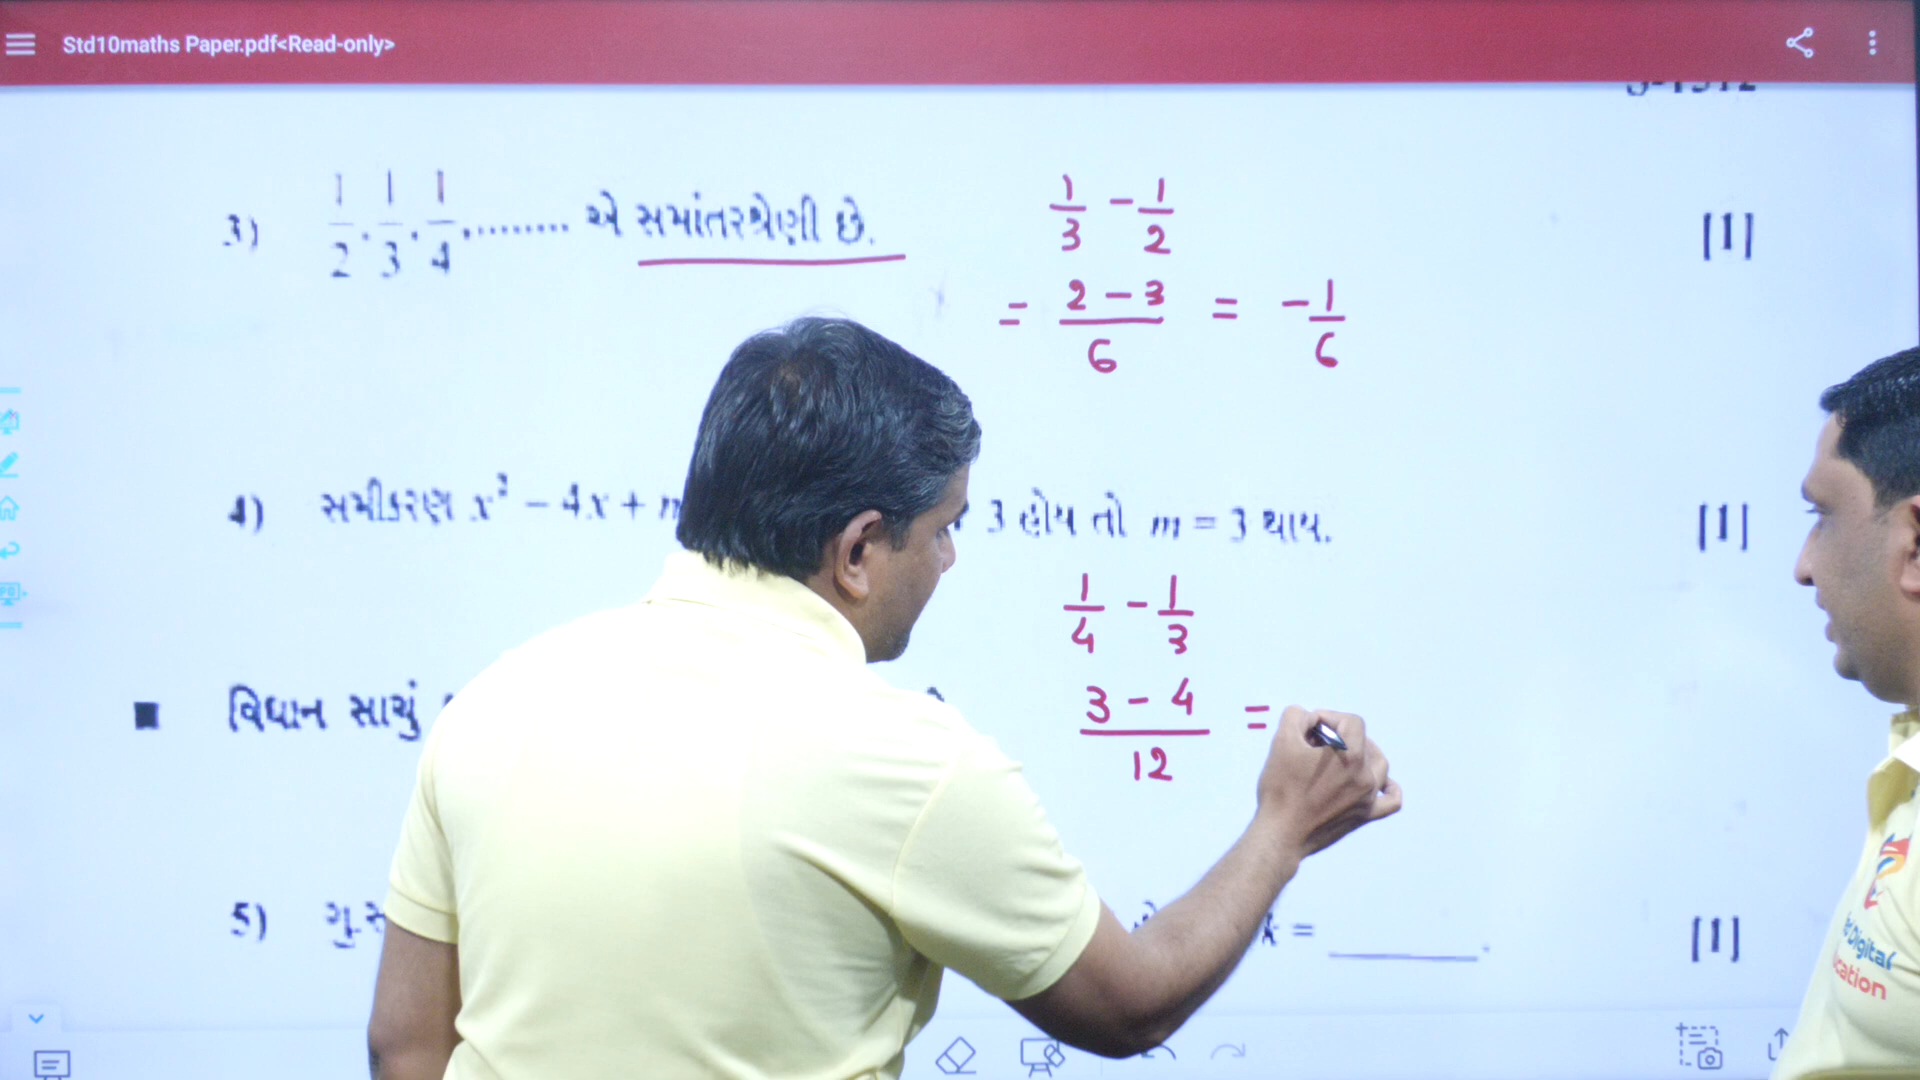 Std10maths Paper.pdf<Read-only>
3) 1/2, 1/3, 1/4, ........ એ સમાંતરશ્રેણી છે. [1]
1/3 - 1/2
= 2 - 3 / 6 = - 1/6
4) સમીકરણ x² - 4x + m 3 હોય તો m = 3 થાય. [1]
1/4 - 1/3
3 - 4 / 12 =
■ વિધાન સાચું
5) ગુ.સ k = ______. [1]
Digital